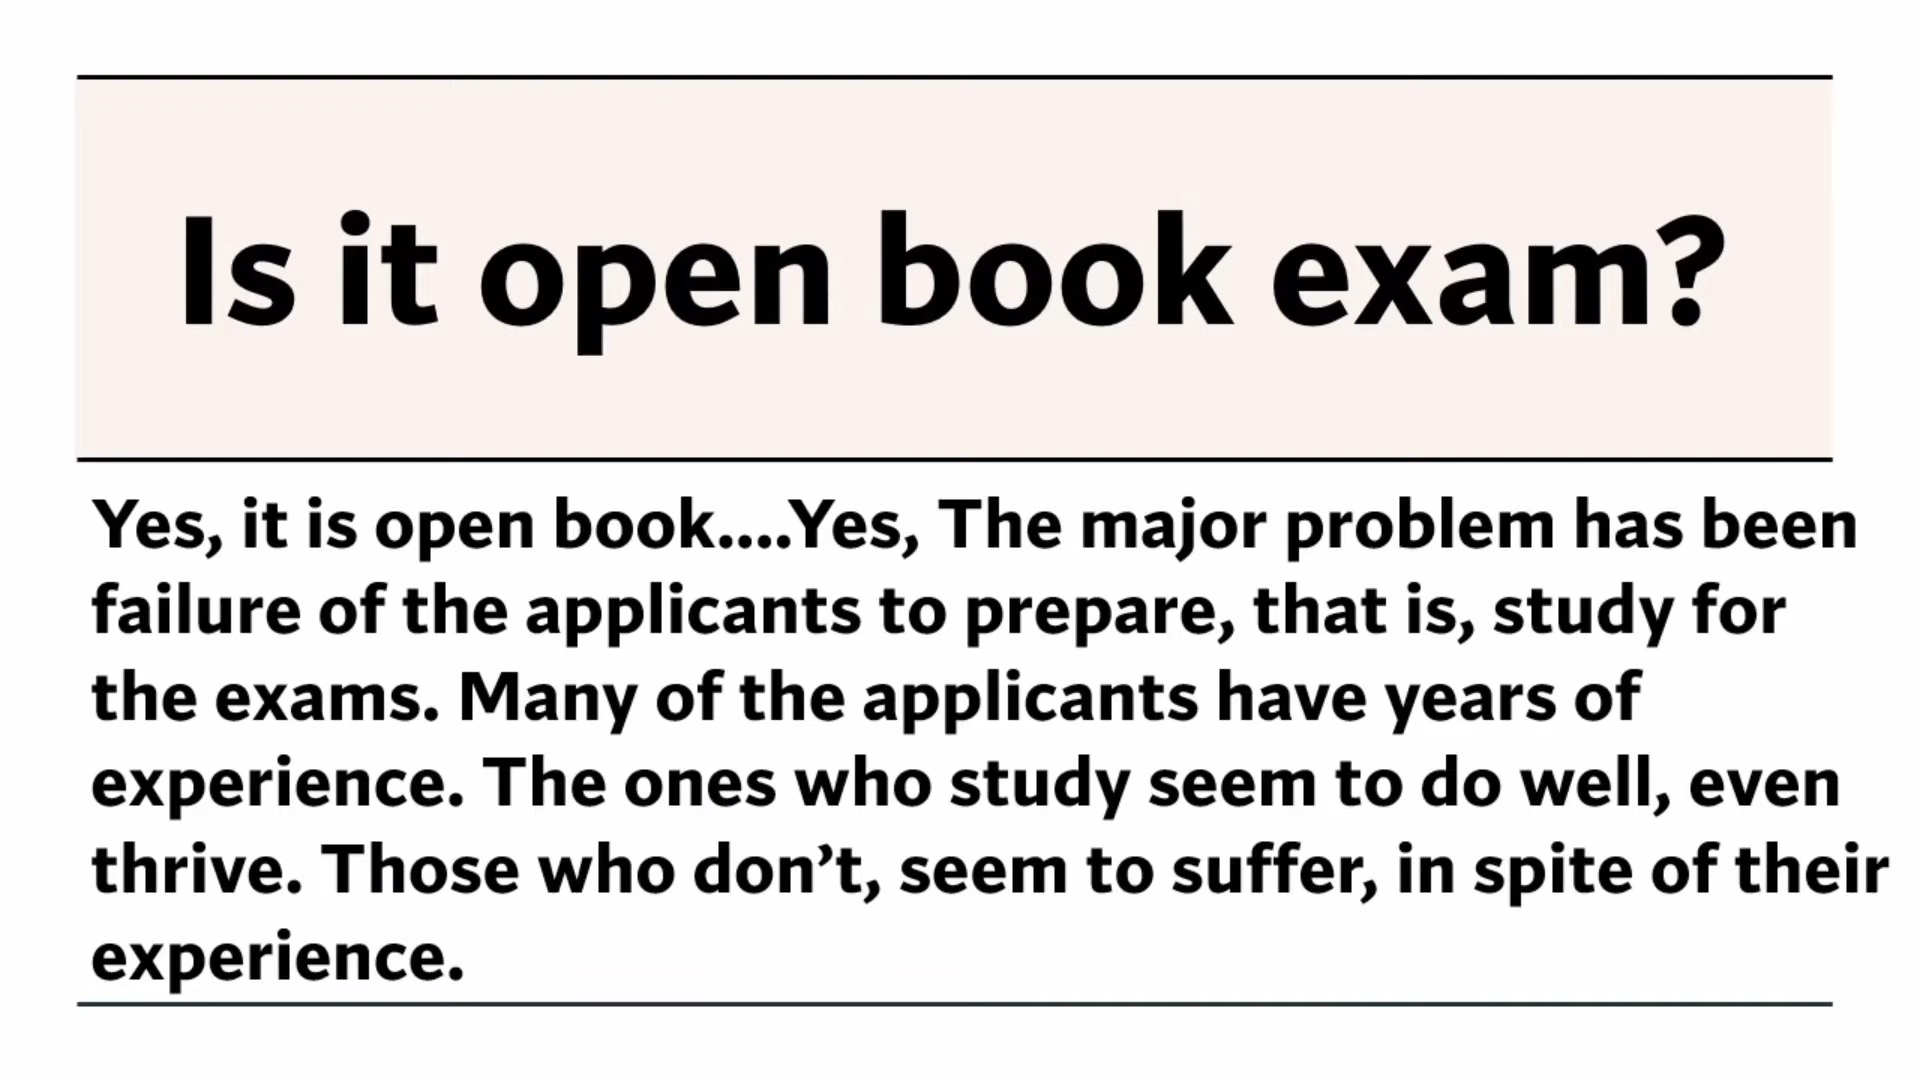 Is it open book exam?
Yes, it is open book....Yes, The major problem has been
failure of the applicants to prepare, that is, study for
the exams. Many of the applicants have years of
experience. The ones who study seem to do well, even
thrive. Those who don’t, seem to suffer, in spite of their
experience.